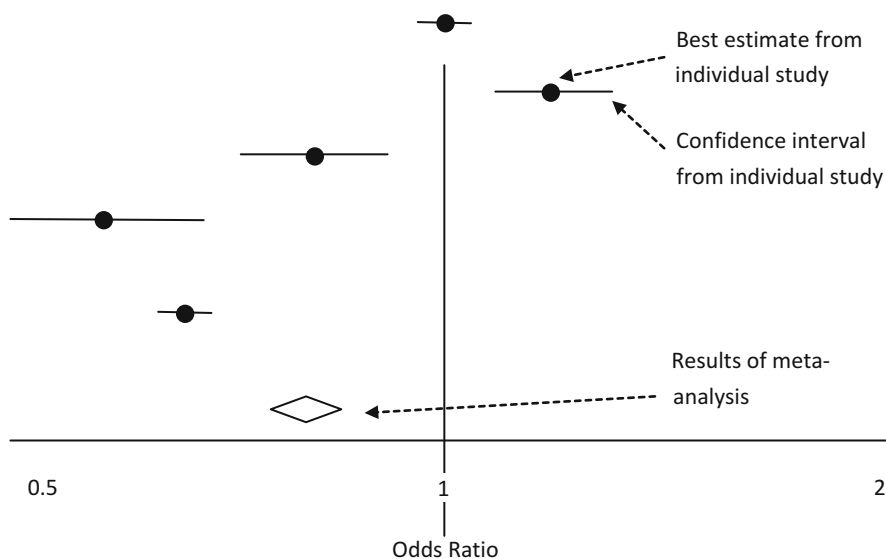 Best estimate from
individual study
Confidence interval
from individual study
Results of meta-
analysis
0.5
1
2
Odds Ratio